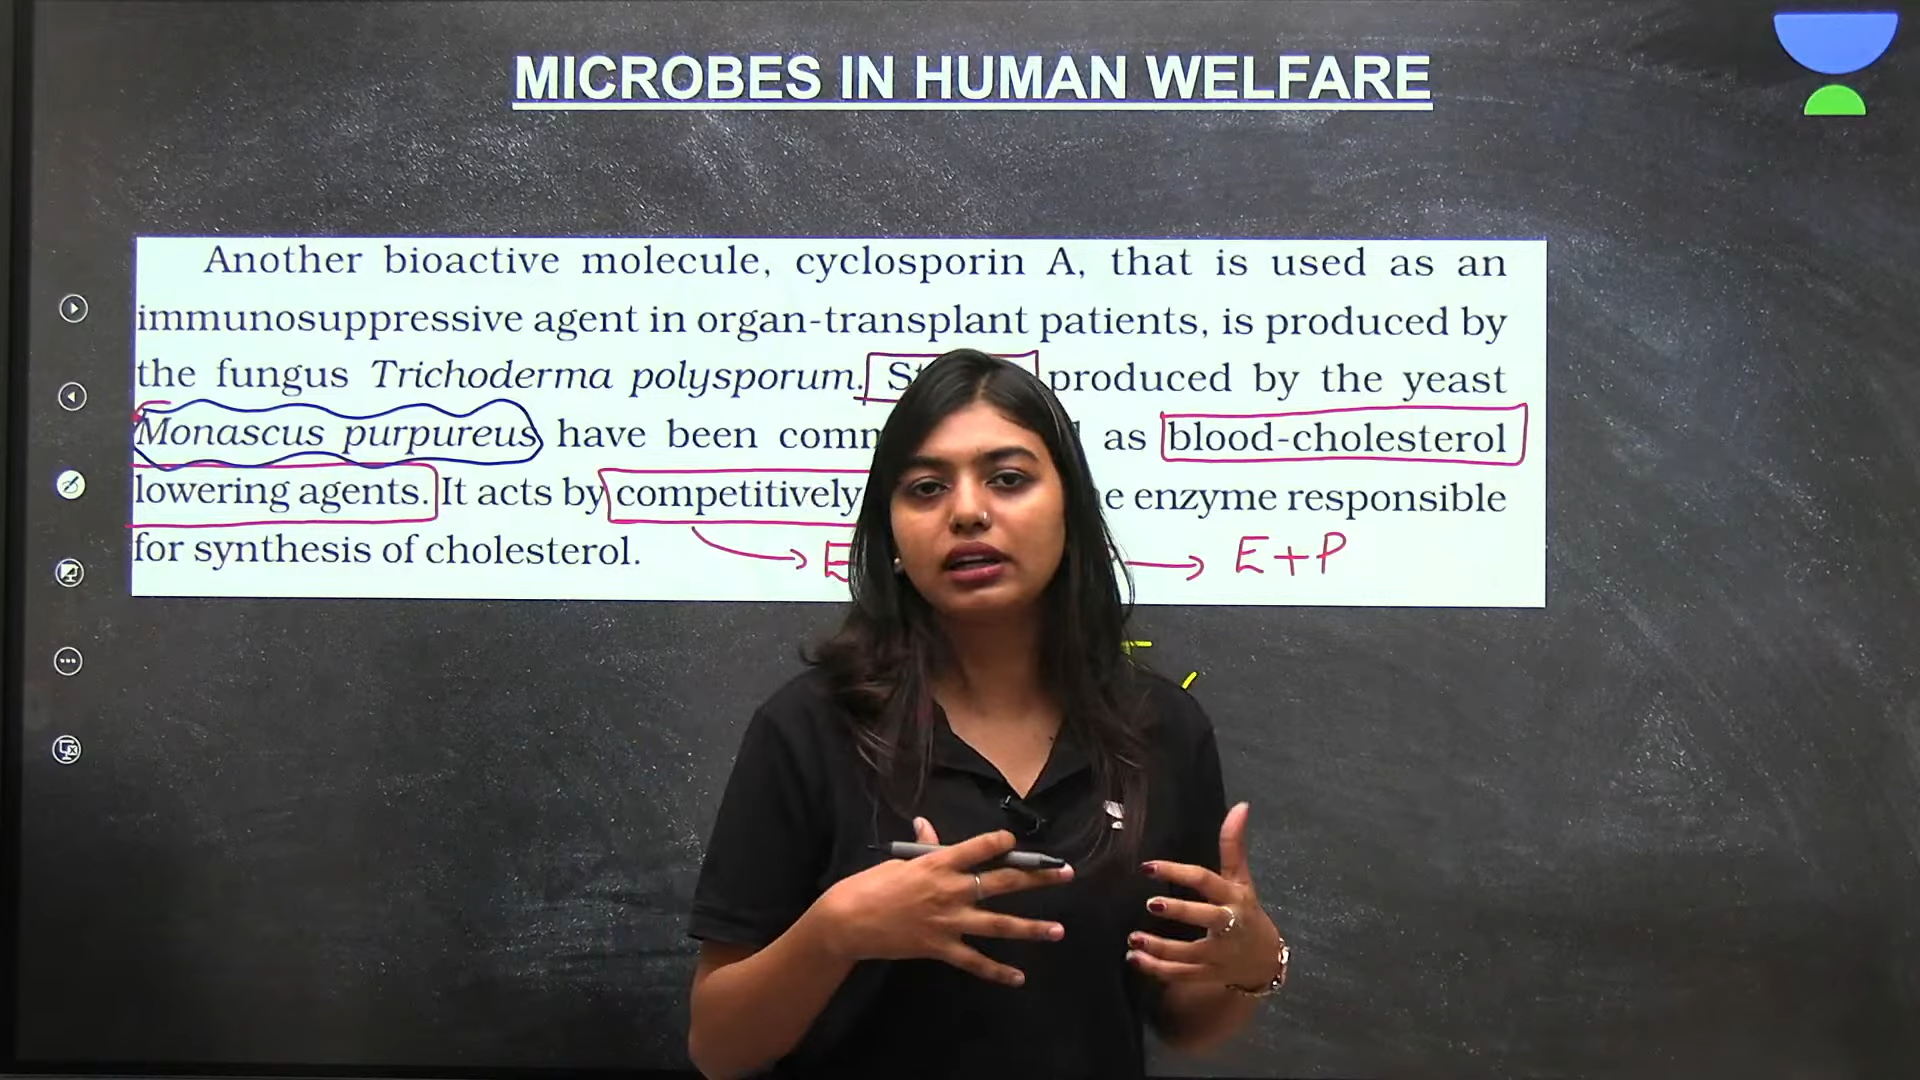 MICROBES IN HUMAN WELFARE
Another bioactive molecule, cyclosporin A, that is used as an
immunosuppressive agent in organ-transplant patients, is produced by
the fungus Trichoderma polysporum. produced by the yeast
Monascus purpureus have been as blood-cholesterol
lowering agents. It acts by competitively enzyme responsible
for synthesis of cholesterol.
E → E+P